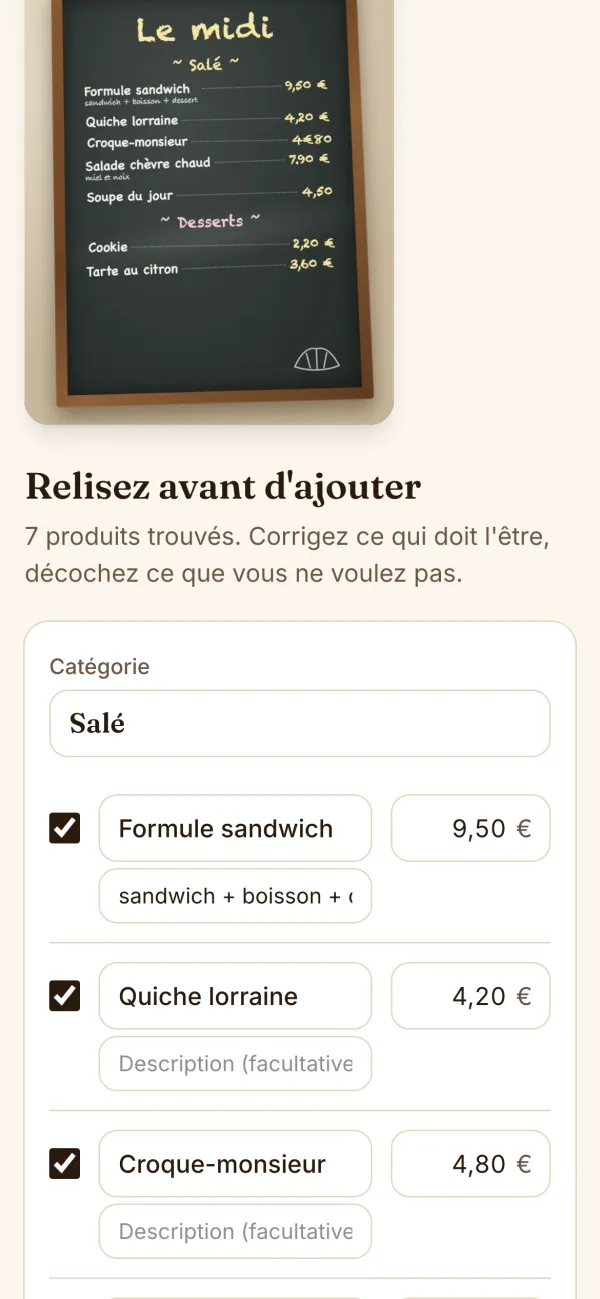 Le midi
~ Salé ~
Formule sandwich 9,50 €
sandwich + boisson + dessert
Quiche lorraine 4,20 €
Croque-monsieur 4€80
Salade chèvre chaud 7.90 €
miel et noix
Soupe du jour 4,50
~ Desserts ~
Cookie 2,20 €
Tarte au citron 3,60 €
Relisez avant d'ajouter
7 produits trouvés. Corrigez ce qui doit l'être,
décochez ce que vous ne voulez pas.
Catégorie
Salé
Formule sandwich 9,50 €
sandwich + boisson +
Quiche lorraine 4,20 €
Description (facultative
Croque-monsieur 4,80 €
Description (facultative